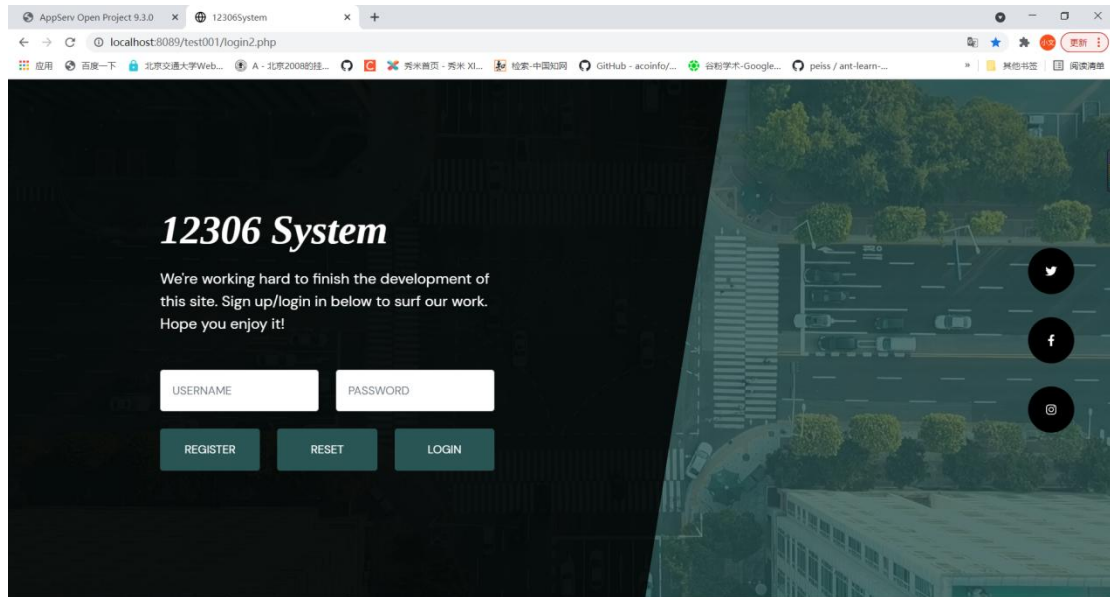 AppServ Open Project 9.3.0
12306System
localhost:8089/test001/login2.php
小文
更新
应用
百度一下
北京交通大学Web...
A - 北京2008的挂...
秀米首页 - 秀米 XI...
检索-中国知网
GitHub - acoinfo/...
谷粉学术-Google...
peiss / ant-learn-...
»
其他书签
阅读清单
12306 System
We're working hard to finish the development of
this site. Sign up/login in below to surf our work.
Hope you enjoy it!
USERNAME
PASSWORD
REGISTER
RESET
LOGIN